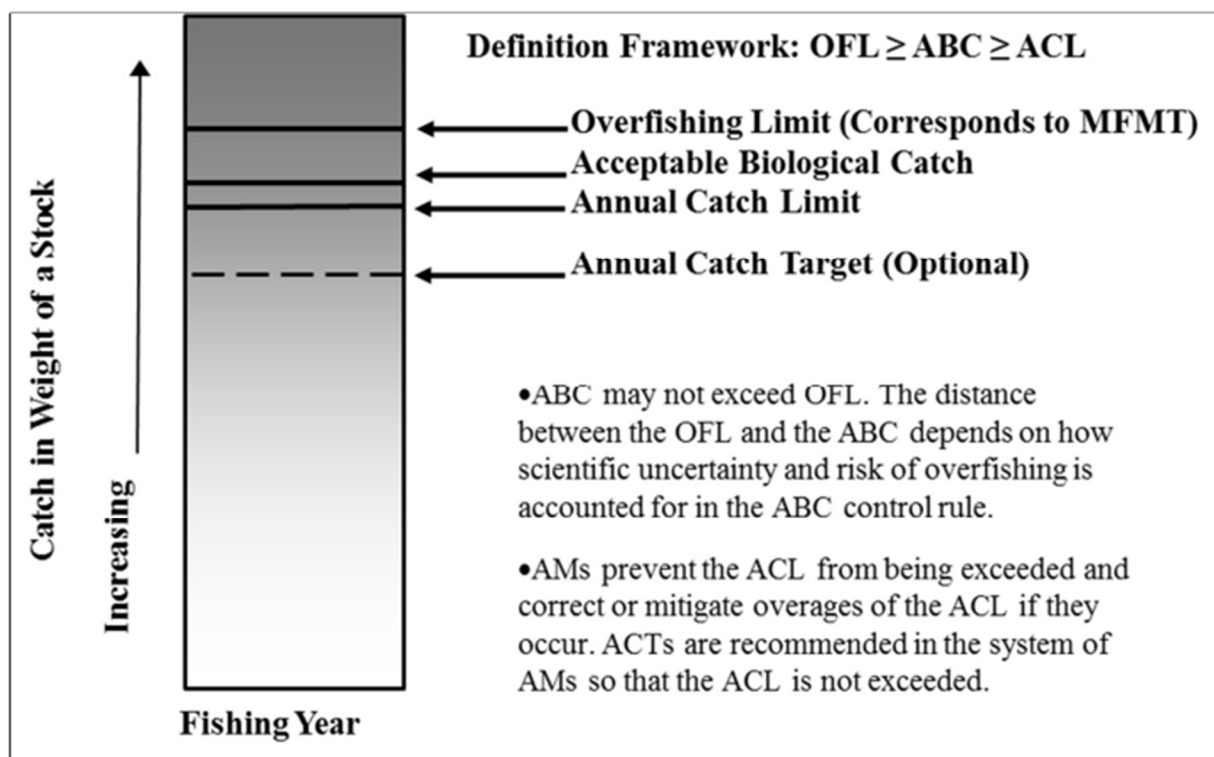 Definition Framework: OFL ≥ ABC ≥ ACL
Overfishing Limit (Corresponds to MFMT)
Acceptable Biological Catch
Annual Catch Limit
Annual Catch Target (Optional)
Catch in Weight of a Stock
Increasing
•ABC may not exceed OFL. The distance
between the OFL and the ABC depends on how
scientific uncertainty and risk of overfishing is
accounted for in the ABC control rule.
•AMs prevent the ACL from being exceeded and
correct or mitigate overages of the ACL if they
occur. ACTs are recommended in the system of
AMs so that the ACL is not exceeded.
Fishing Year